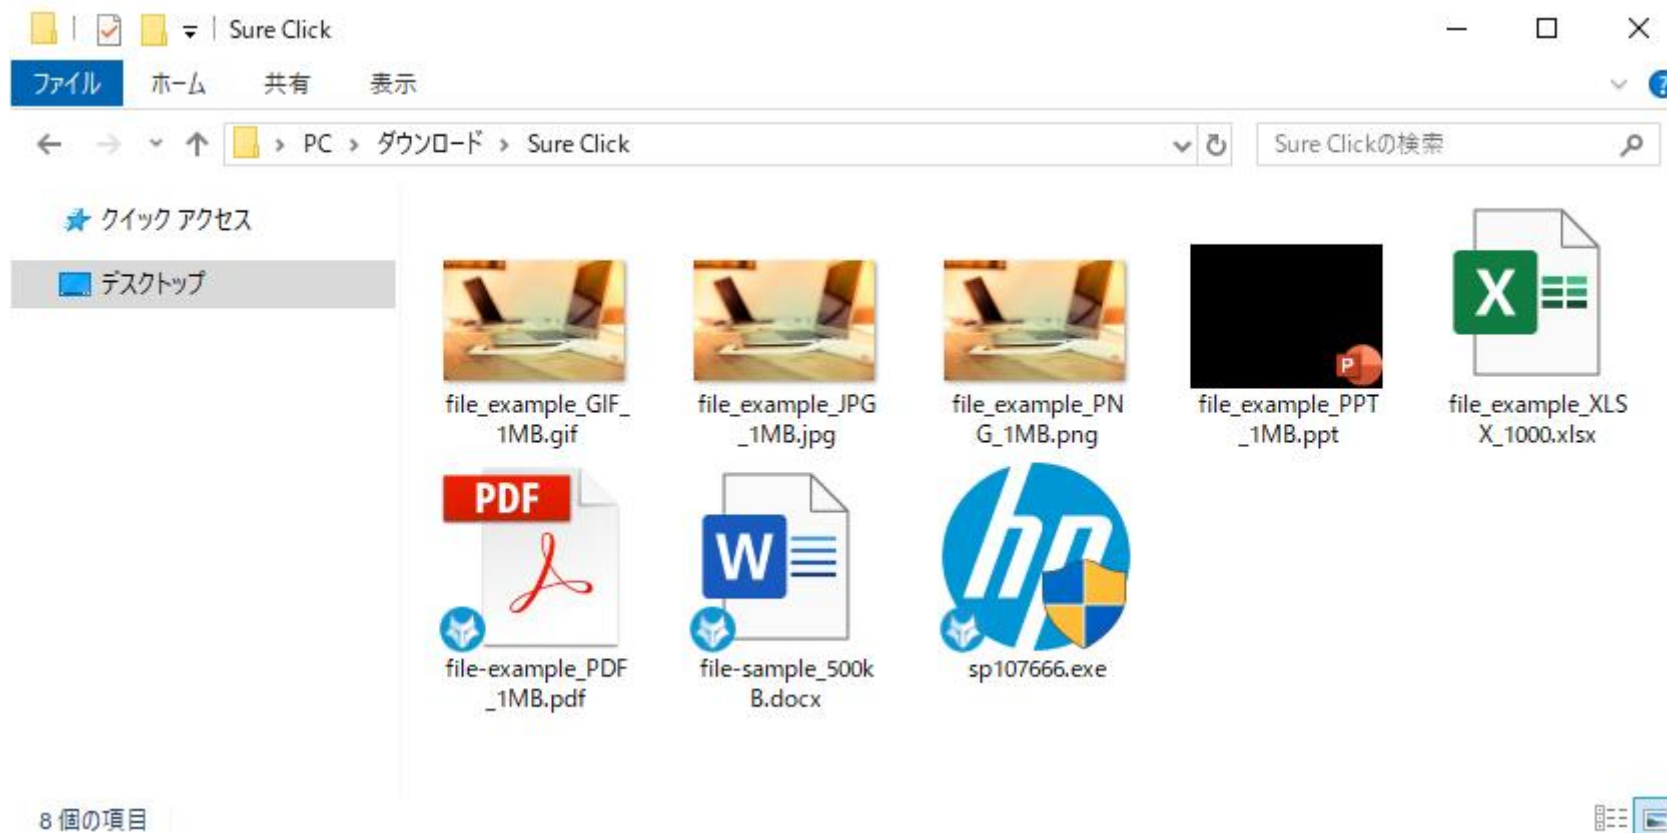 Sure Click
ファイル ホーム 共有 表示
PC > ダウンロード > Sure Click
Sure Clickの検索
クイック アクセス
デスクトップ
file_example_GIF_
1MB.gif
file_example_JPG
_1MB.jpg
file_example_PN
G_1MB.png
P
file_example_PPT
_1MB.ppt
X
file_example_XLS
X_1000.xlsx
PDF
file-example_PDF
_1MB.pdf
W
file-sample_500k
B.docx
hp
sp107666.exe
8 個の項目